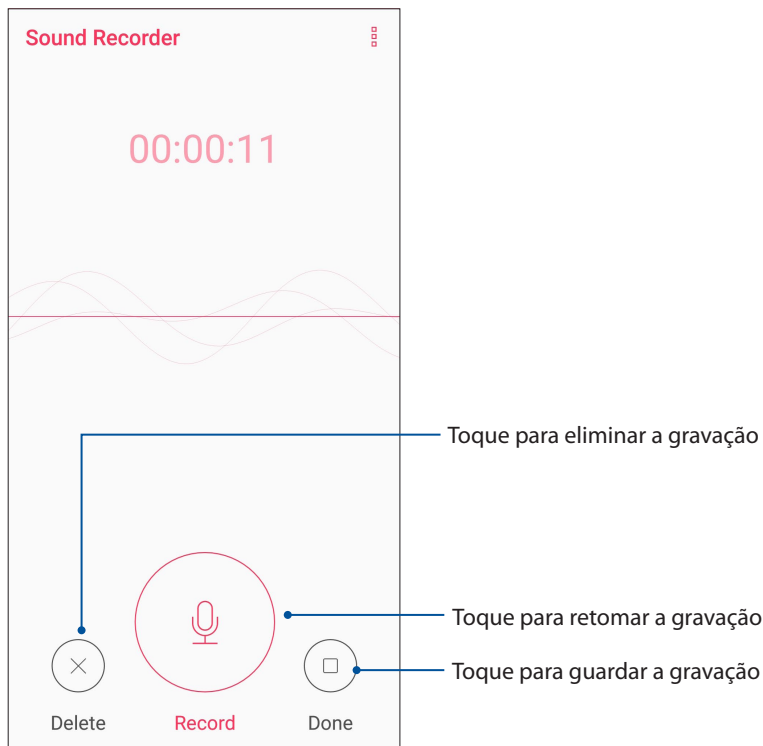 Sound Recorder
00:00:11
Toque para eliminar a gravação
Toque para retomar a gravação
Toque para guardar a gravação
Delete
Record
Done